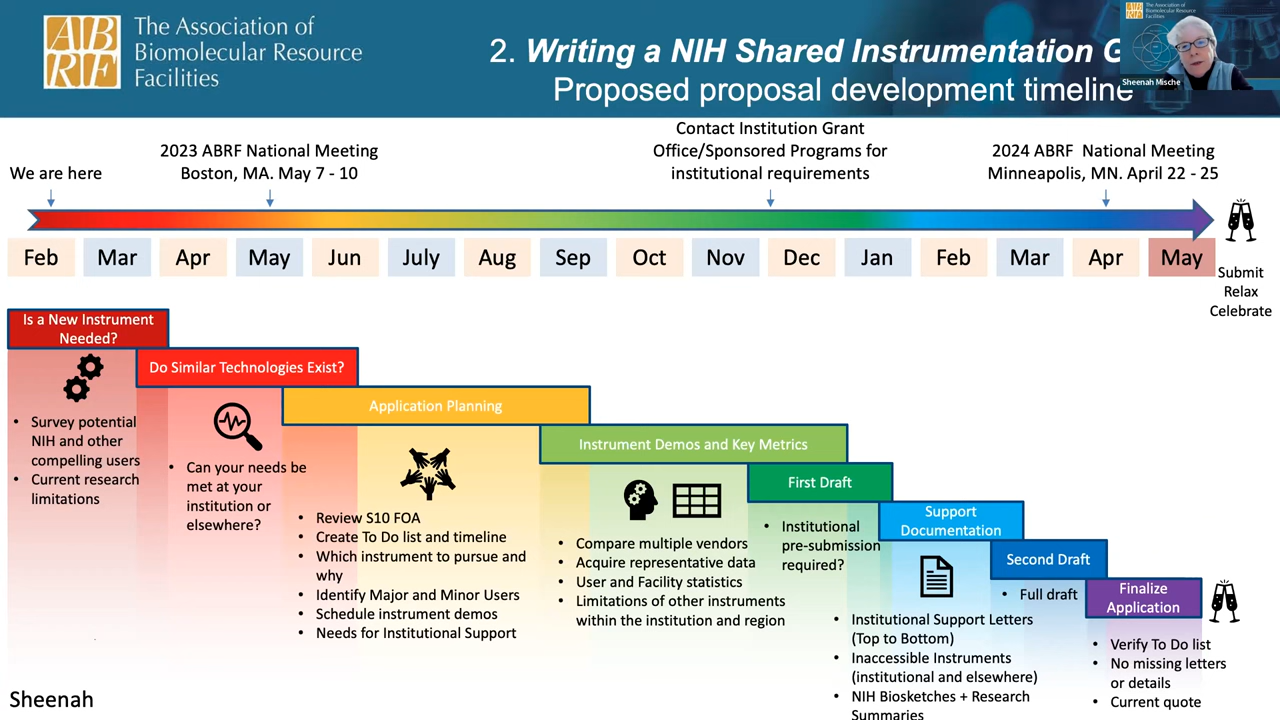 ABRF
The Association of
Biomolecular Resource
Facilities
2. Writing a NIH Shared Instrumentation G
Proposed proposal development timeline
Sheenah Mische
We are here
2023 ABRF National Meeting
Boston, MA. May 7 - 10
Contact Institution Grant
Office/Sponsored Programs for
institutional requirements
2024 ABRF National Meeting
Minneapolis, MN. April 22 - 25
Feb Mar Apr May Jun July Aug Sep Oct Nov Dec Jan Feb Mar Apr May
Submit
Relax
Celebrate
Is a New Instrument
Needed?
• Survey potential
NIH and other
compelling users
• Current research
limitations
Do Similar Technologies Exist?
• Can your needs be
met at your
institution or
elsewhere?
Application Planning
• Review S10 FOA
• Create To Do list and timeline
• Which instrument to pursue and
why
• Identify Major and Minor Users
• Schedule instrument demos
• Needs for Institutional Support
Instrument Demos and Key Metrics
• Compare multiple vendors
• Acquire representative data
• User and Facility statistics
• Limitations of other instruments
within the institution and region
First Draft
• Institutional
pre-submission
required?
Support
Documentation
• Institutional Support Letters
(Top to Bottom)
• Inaccessible Instruments
(institutional and elsewhere)
• NIH Biosketches + Research
Summaries
Second Draft
• Full draft
Finalize
Application
• Verify To Do list
• No missing letters
or details
• Current quote
Sheenah